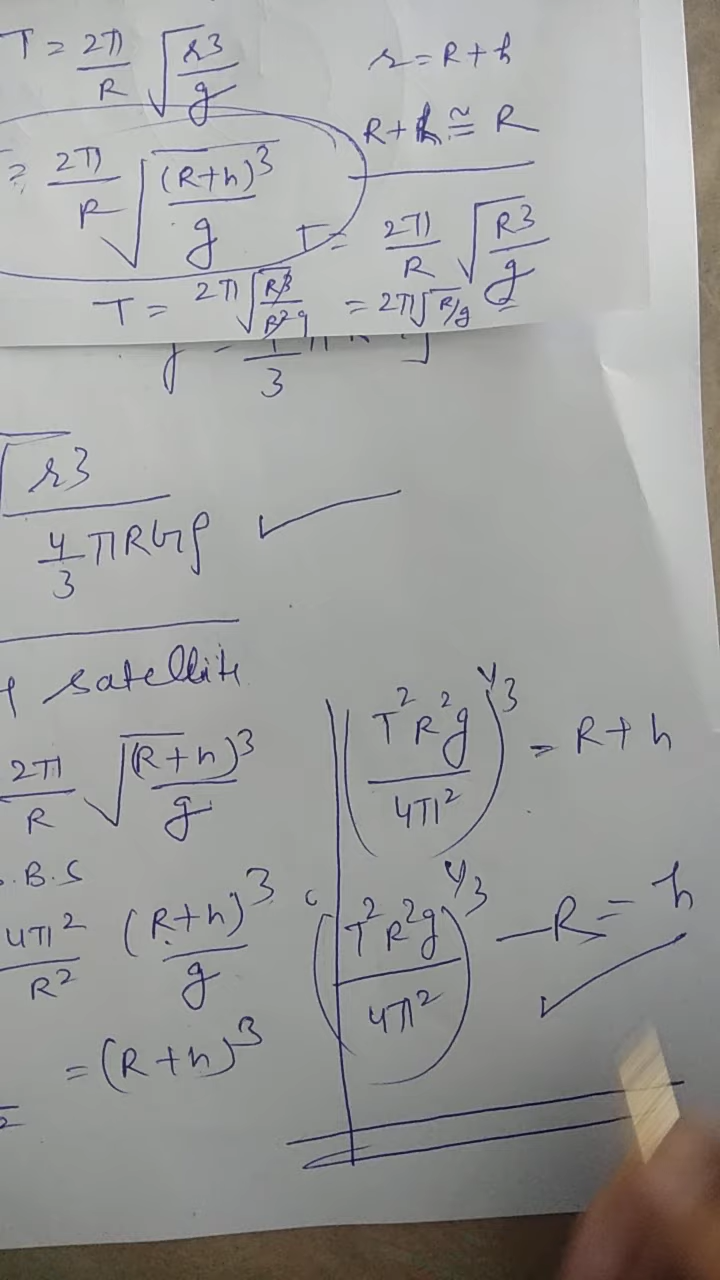 T = 2π/R √(r3/g)
r = R+h
R+h ≅ R
= 2π/R √((R+h)3/g)
T = 2π/R √(R3/g)
T = 2π√(R3/R2g) = 2π√R/g
3
√r3
4/3 πRGρ
satellite
2π/R √((R+h)3/g)
.B.S
4π2/R2 (R+h)3/g
= (R+h)3
(T2R2g/4π2)1/3 = R+h
(T2R2g/4π2)1/3 - R = h